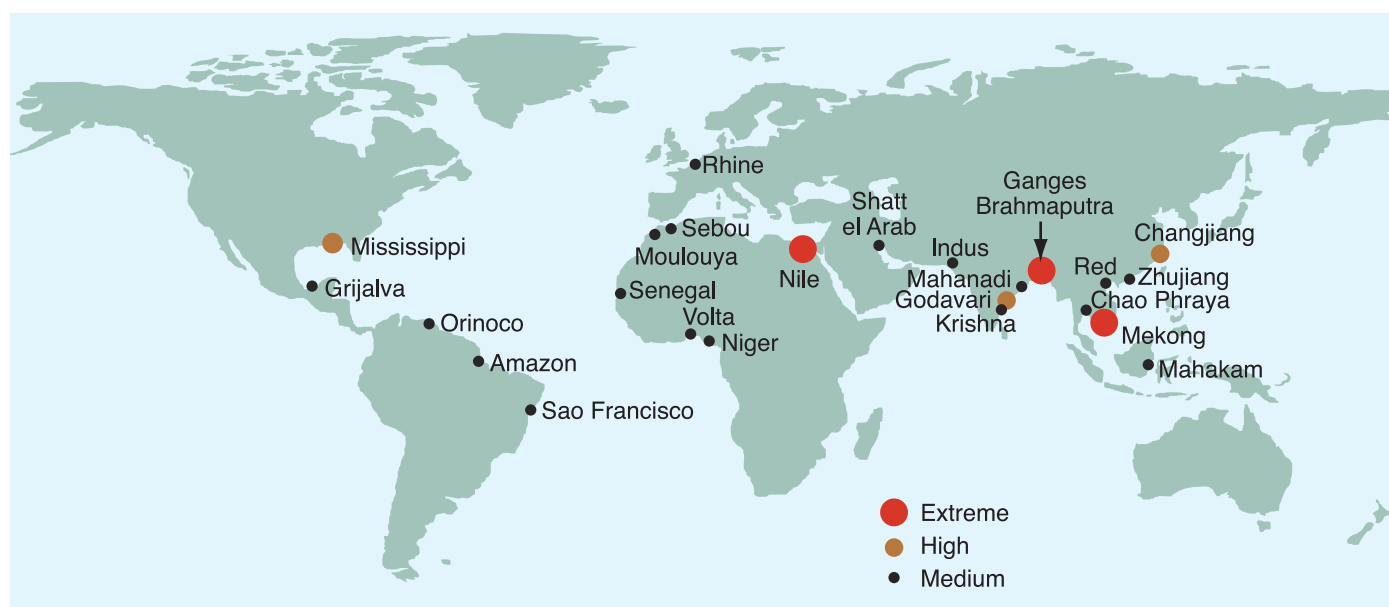 Rhine
Ganges
Brahmaputra
Shatt
el Arab
Sebou
Moulouya
Mississippi
Changjiang
Indus
Nile
Grijalva
Senegal
Mahanadi
Red
Zhujiang
Godavari
Chao Phraya
Krishna
Orinoco
Volta
Niger
Mekong
Amazon
Mahakam
Sao Francisco
Extreme
High
Medium